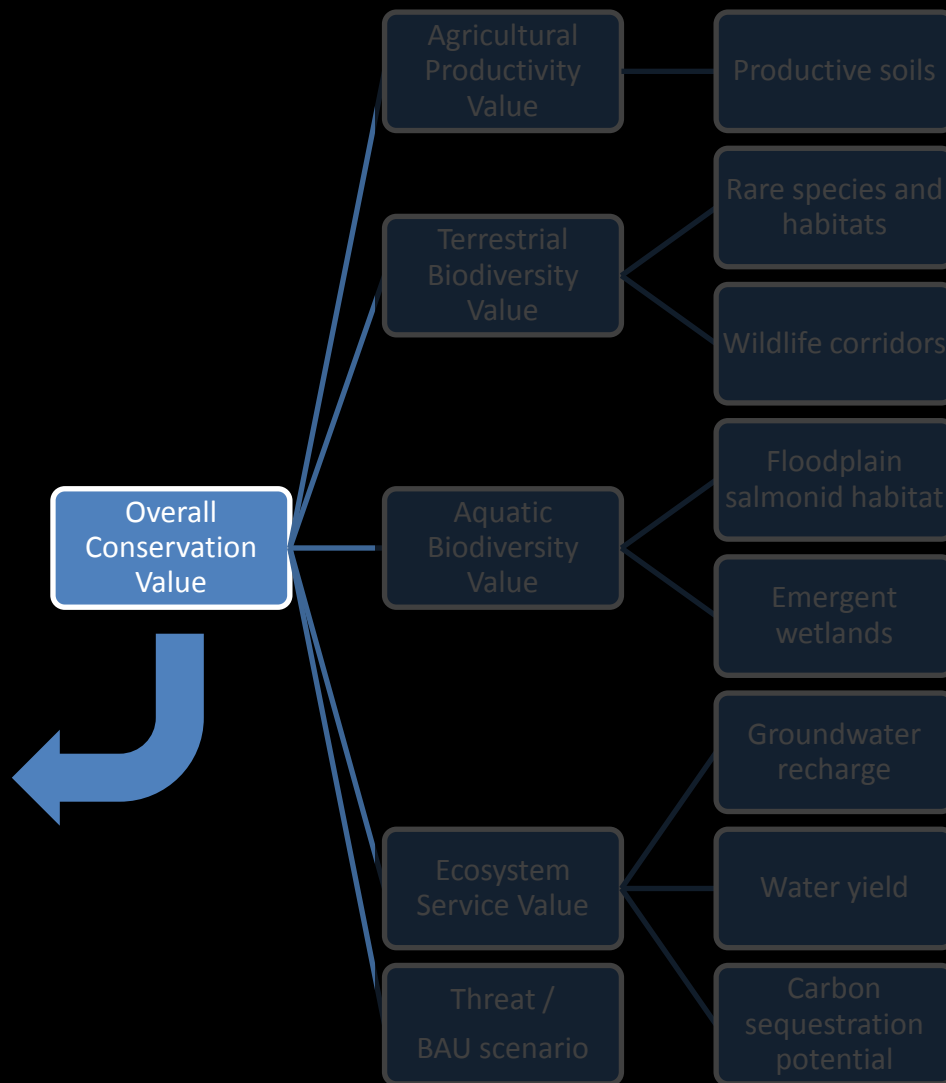 Agricultural
Productivity
Value
Productive soils
Rare species and
habitats
Terrestrial
Biodiversity
Value
Wildlife corridors
Floodplain
salmonid habitat
Overall
Conservation
Value
Aquatic
Biodiversity
Value
Emergent
wetlands
Groundwater
recharge
Ecosystem
Service Value
Water yield
Threat /
BAU scenario
Carbon
sequestration
potential